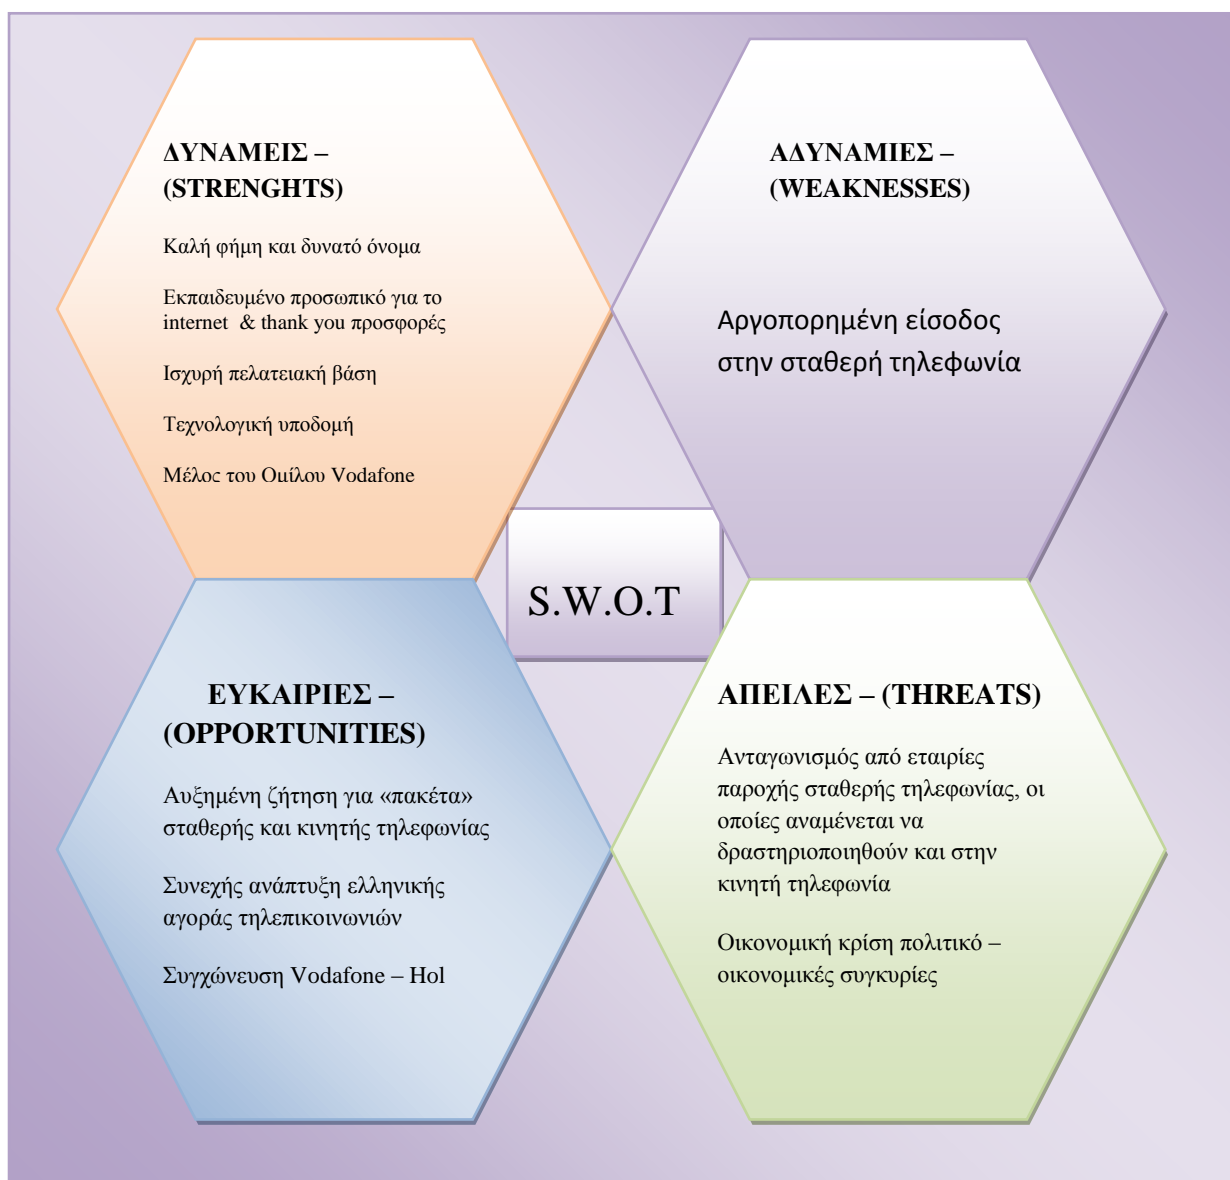 ΔΥΝΑΜΕΙΣ –
(STRENGHTS)
Καλή φήμη και δυνατό όνομα
Εκπαιδευμένο προσωπικό για το
internet & thank you προσφορές
Ισχυρή πελατειακή βάση
Τεχνολογική υποδομή
Μέλος του Ομίλου Vodafone
ΑΔΥΝΑΜΙΕΣ –
(WEAKNESSES)
Αργοπορημένη είσοδος
στην σταθερή τηλεφωνία
S.W.O.T
ΕΥΚΑΙΡΙΕΣ –
(OPPORTUNITIES)
Αυξημένη ζήτηση για «πακέτα»
σταθερής και κινητής τηλεφωνίας
Συνεχής ανάπτυξη ελληνικής
αγοράς τηλεπικοινωνιών
Συγχώνευση Vodafone – Hol
ΑΠΕΙΛΕΣ – (THREATS)
Ανταγωνισμός από εταιρίες
παροχής σταθερής τηλεφωνίας, οι
οποίες αναμένεται να
δραστηριοποιηθούν και στην
κινητή τηλεφωνία
Οικονομική κρίση πολιτικό –
οικονομικές συγκυρίες